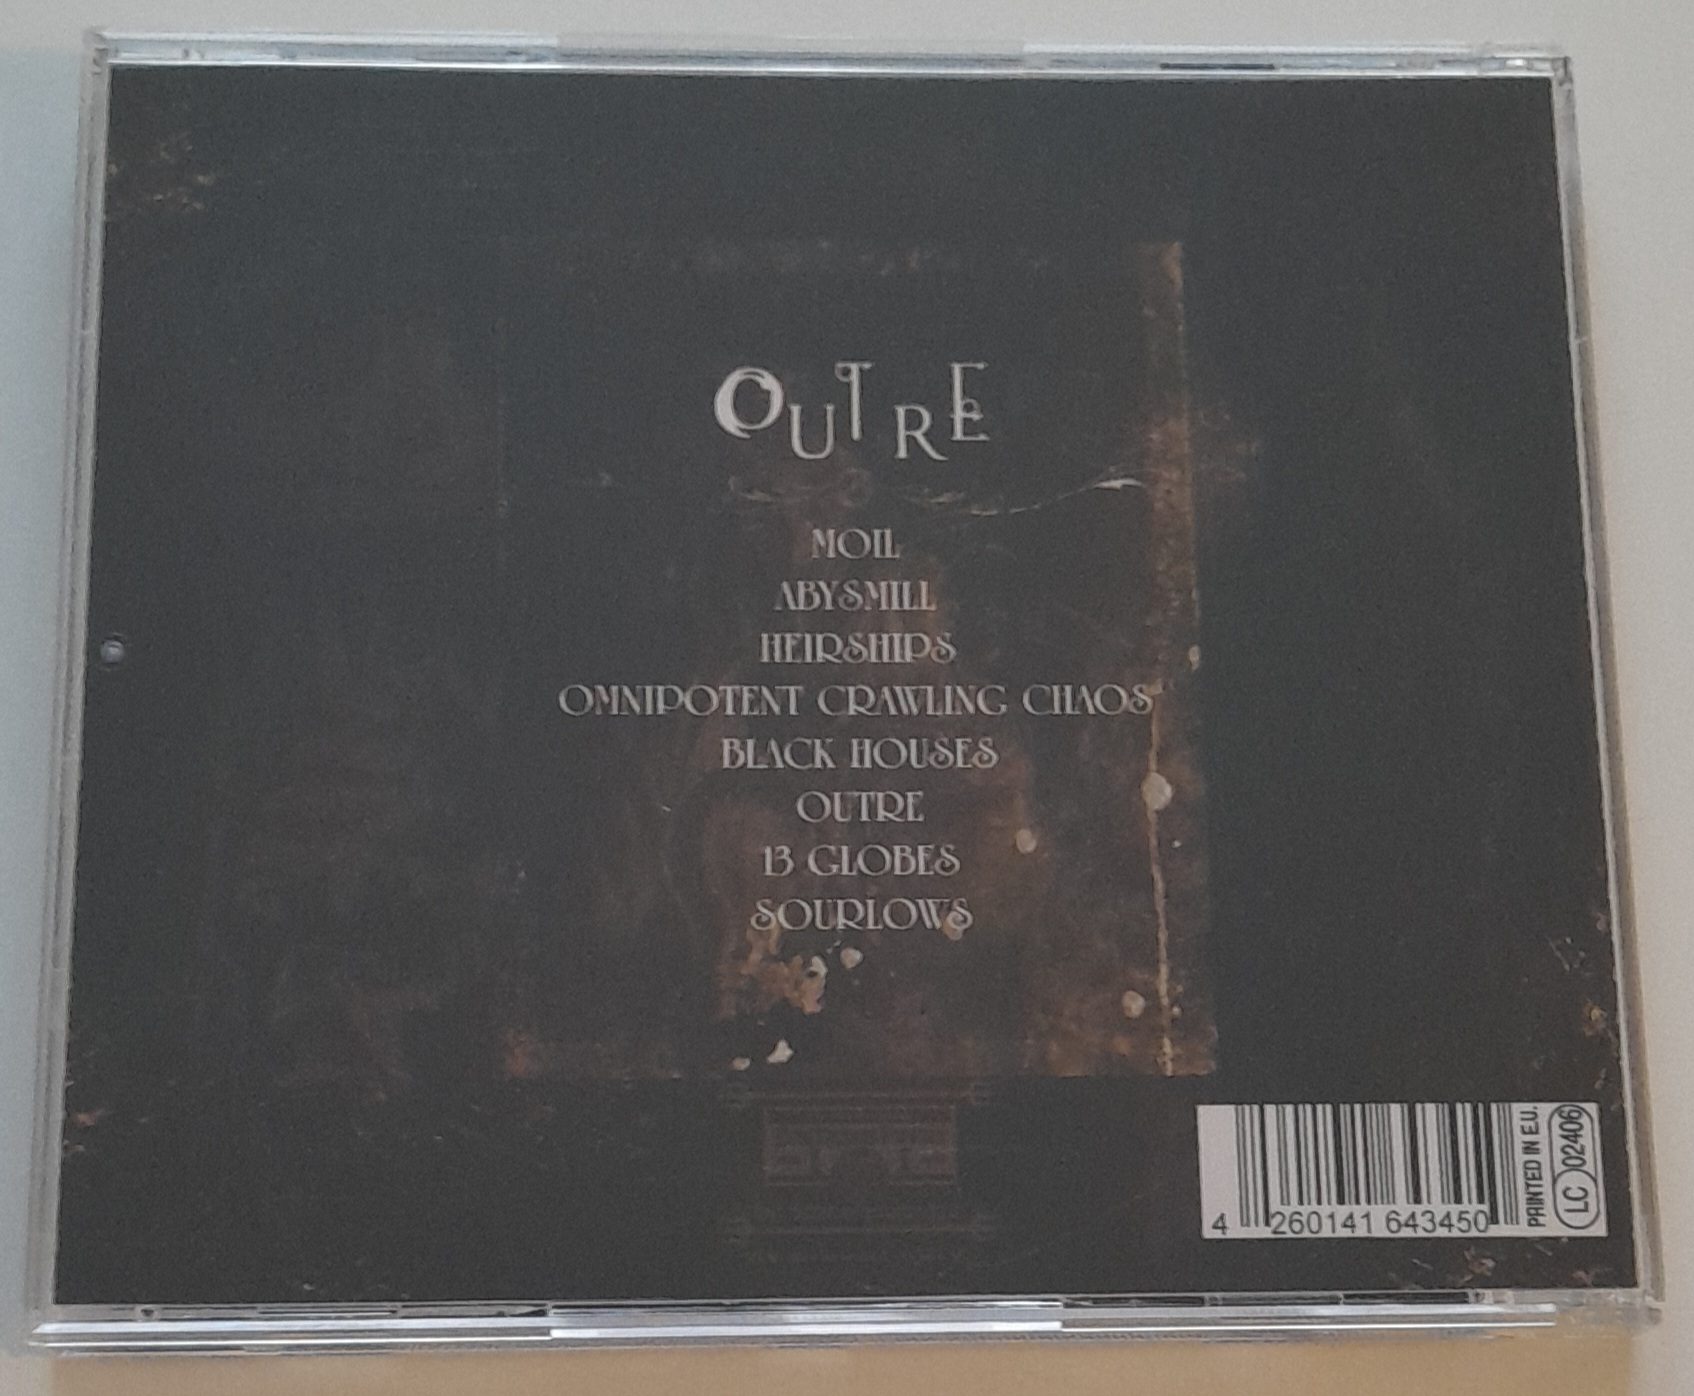 OUTRE
MOIL
ABYSMILL
HEIRSHIPS
OMNIPOTENT CRAWLING CHAOS
BLACK HOUSES
OUTRE
13 GLOBES
SOURLOWS
4 260141 643450
PRINTED IN E.U.
LC 02406